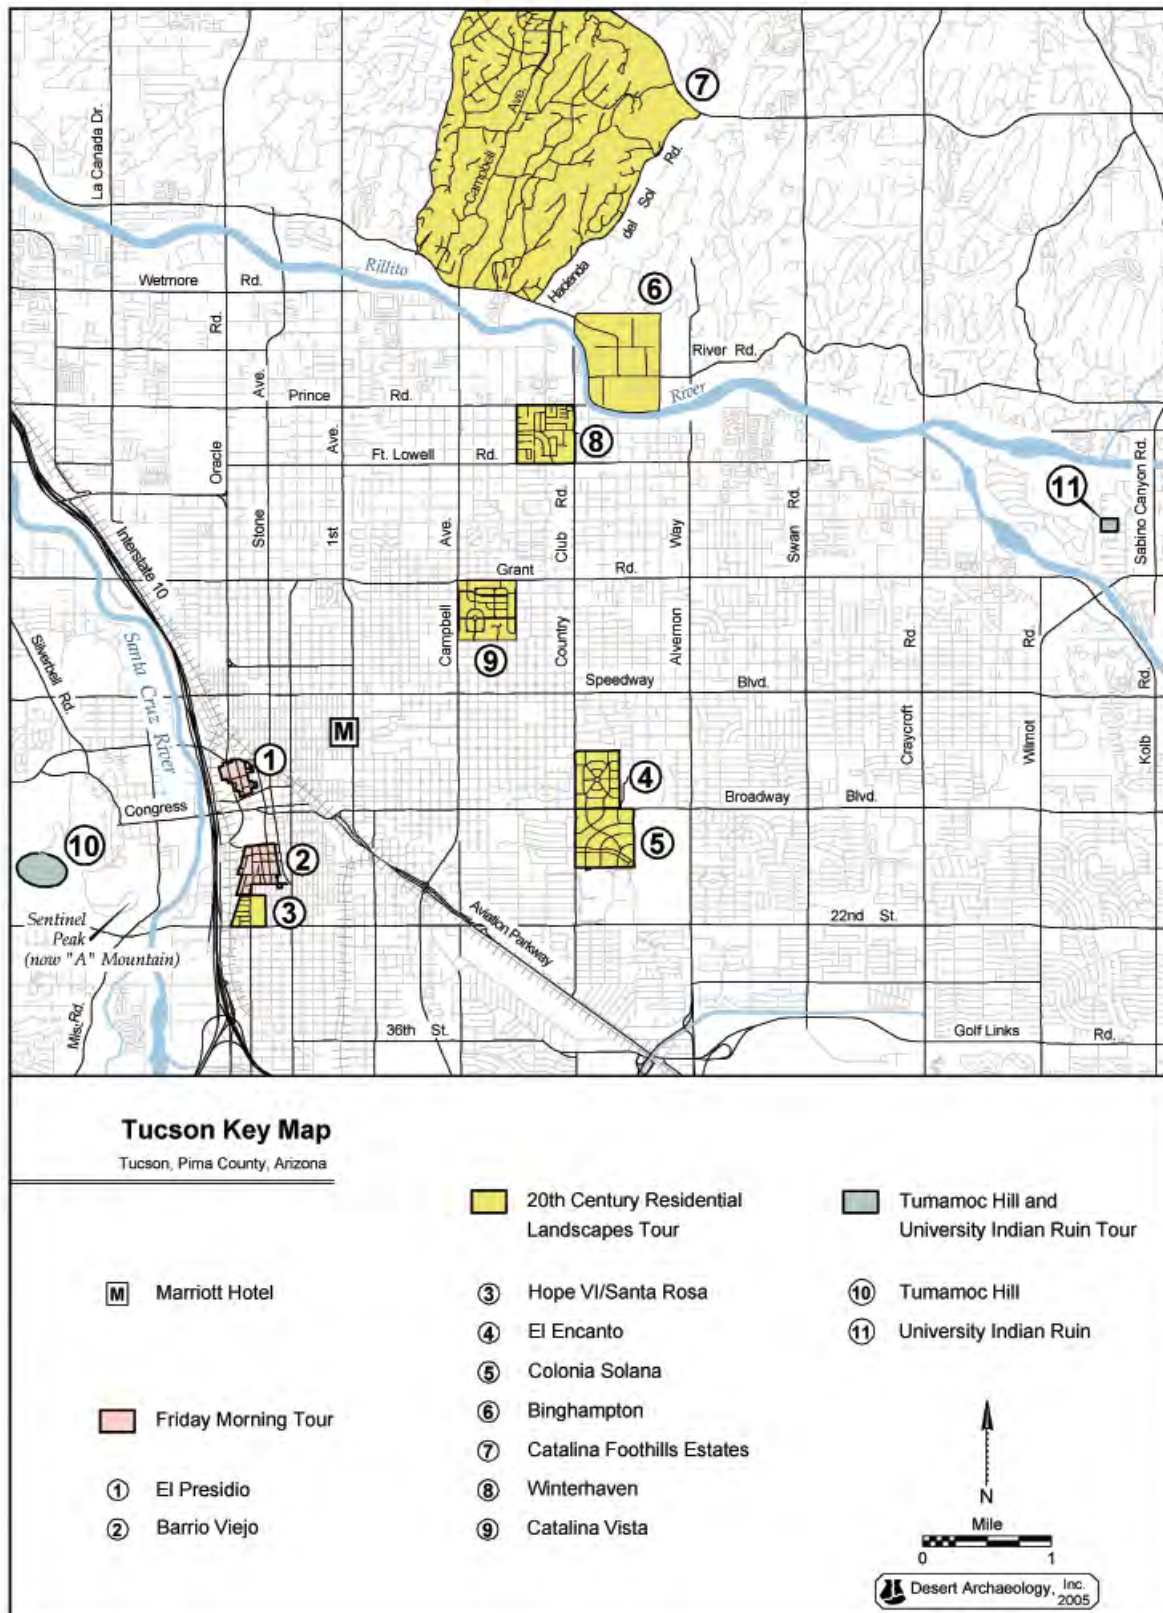 7
Campbell Ave.
La Canada Dr.
Hacienda del Sol Rd.
Rillito
6
Wetmore Rd.
River Rd.
River
Prince Rd.
8
Ft. Lowell Rd.
Oracle Rd.
Stone Ave.
1st Ave.
Campbell Ave.
Country Club Rd.
Alvernon Way
Swan Rd.
11
Sabino Canyon Rd.
Interstate 10
Grant Rd.
9
Silverbell Rd.
Santa Cruz River
Speedway Blvd.
Craycroft Rd.
Wilmot Rd.
Kolb Rd.
M
1
4
Congress
Broadway Blvd.
10
2
5
3
Sentinel
Peak
(now "A" Mountain)
22nd St.
Aviation Parkway
Mis. Rd.
36th St.
Golf Links Rd.
Tucson Key Map
Tucson, Pima County, Arizona
M Marriott Hotel
Friday Morning Tour
1 El Presidio
2 Barrio Viejo
20th Century Residential
Landscapes Tour
3 Hope VI/Santa Rosa
4 El Encanto
5 Colonia Solana
6 Binghampton
7 Catalina Foothills Estates
8 Winterhaven
9 Catalina Vista
Tumamoc Hill and
University Indian Ruin Tour
10 Tumamoc Hill
11 University Indian Ruin
N
Mile
0 1
Desert Archaeology, Inc.
2005